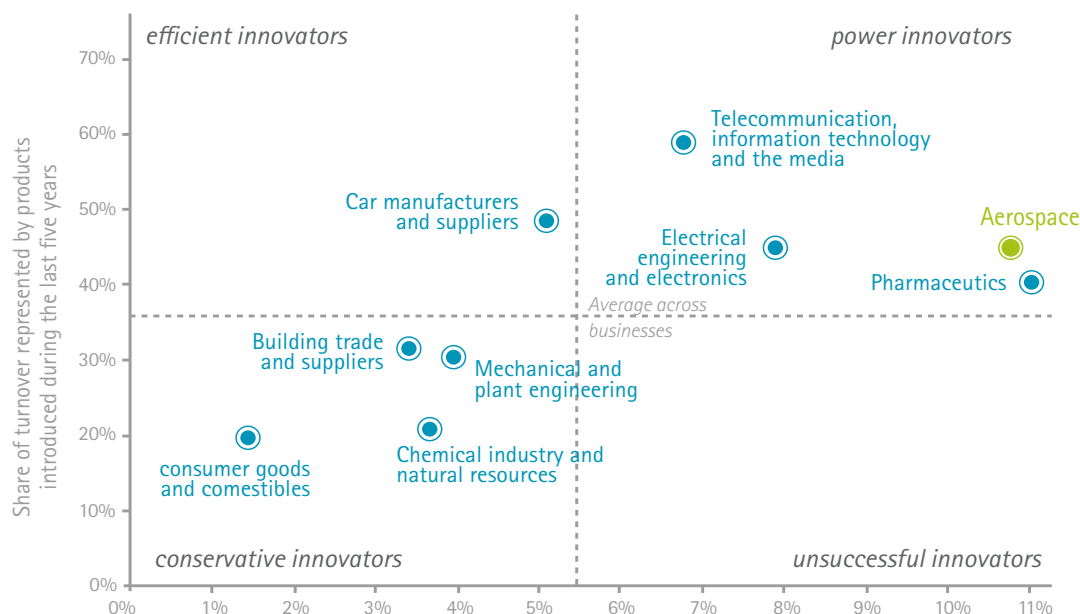 efficient innovators
power innovators
70%
60%
50%
40%
30%
20%
10%
0%
Share of turnover represented by products
introduced during the last five years
Telecommunication,
information technology
and the media
Car manufacturers
and suppliers
Electrical
engineering
and electronics
Aerospace
Pharmaceutics
Average across
businesses
Building trade
and suppliers
Mechanical and
plant engineering
Chemical industry and
natural resources
consumer goods
and comestibles
conservative innovators
unsuccessful innovators
0%
1%
2%
3%
4%
5%
6%
7%
8%
9%
10%
11%